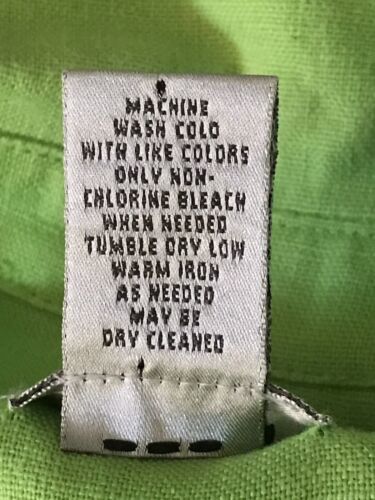 MACHINE
WASH COLD
WITH LIKE COLORS
ONLY NON-
CHLORINE BLEACH
WHEN NEEDED
TUMBLE DRY LOW
WARM IRON
AS NEEDED
MAY BE
DRY CLEANED